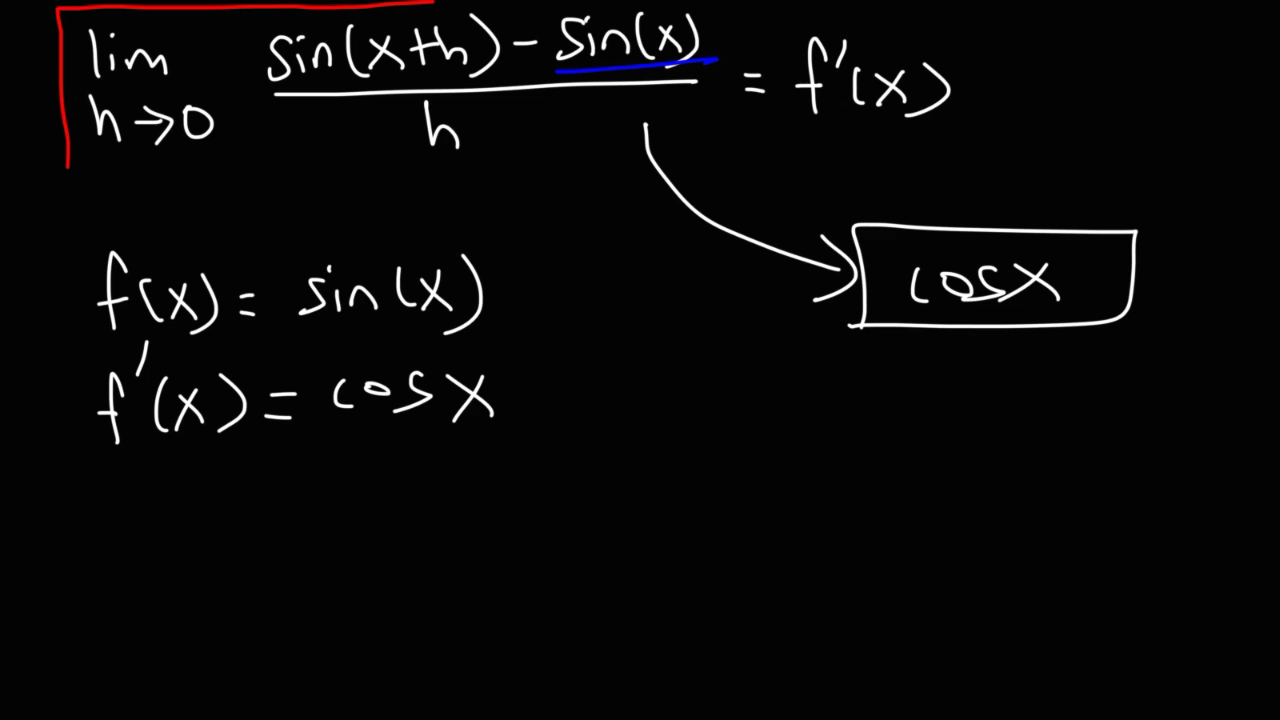 lim h→0 sin(x+h) - sin(x) / h = f'(x)
cosx
f(x) = sin(x)
f'(x) = cosx